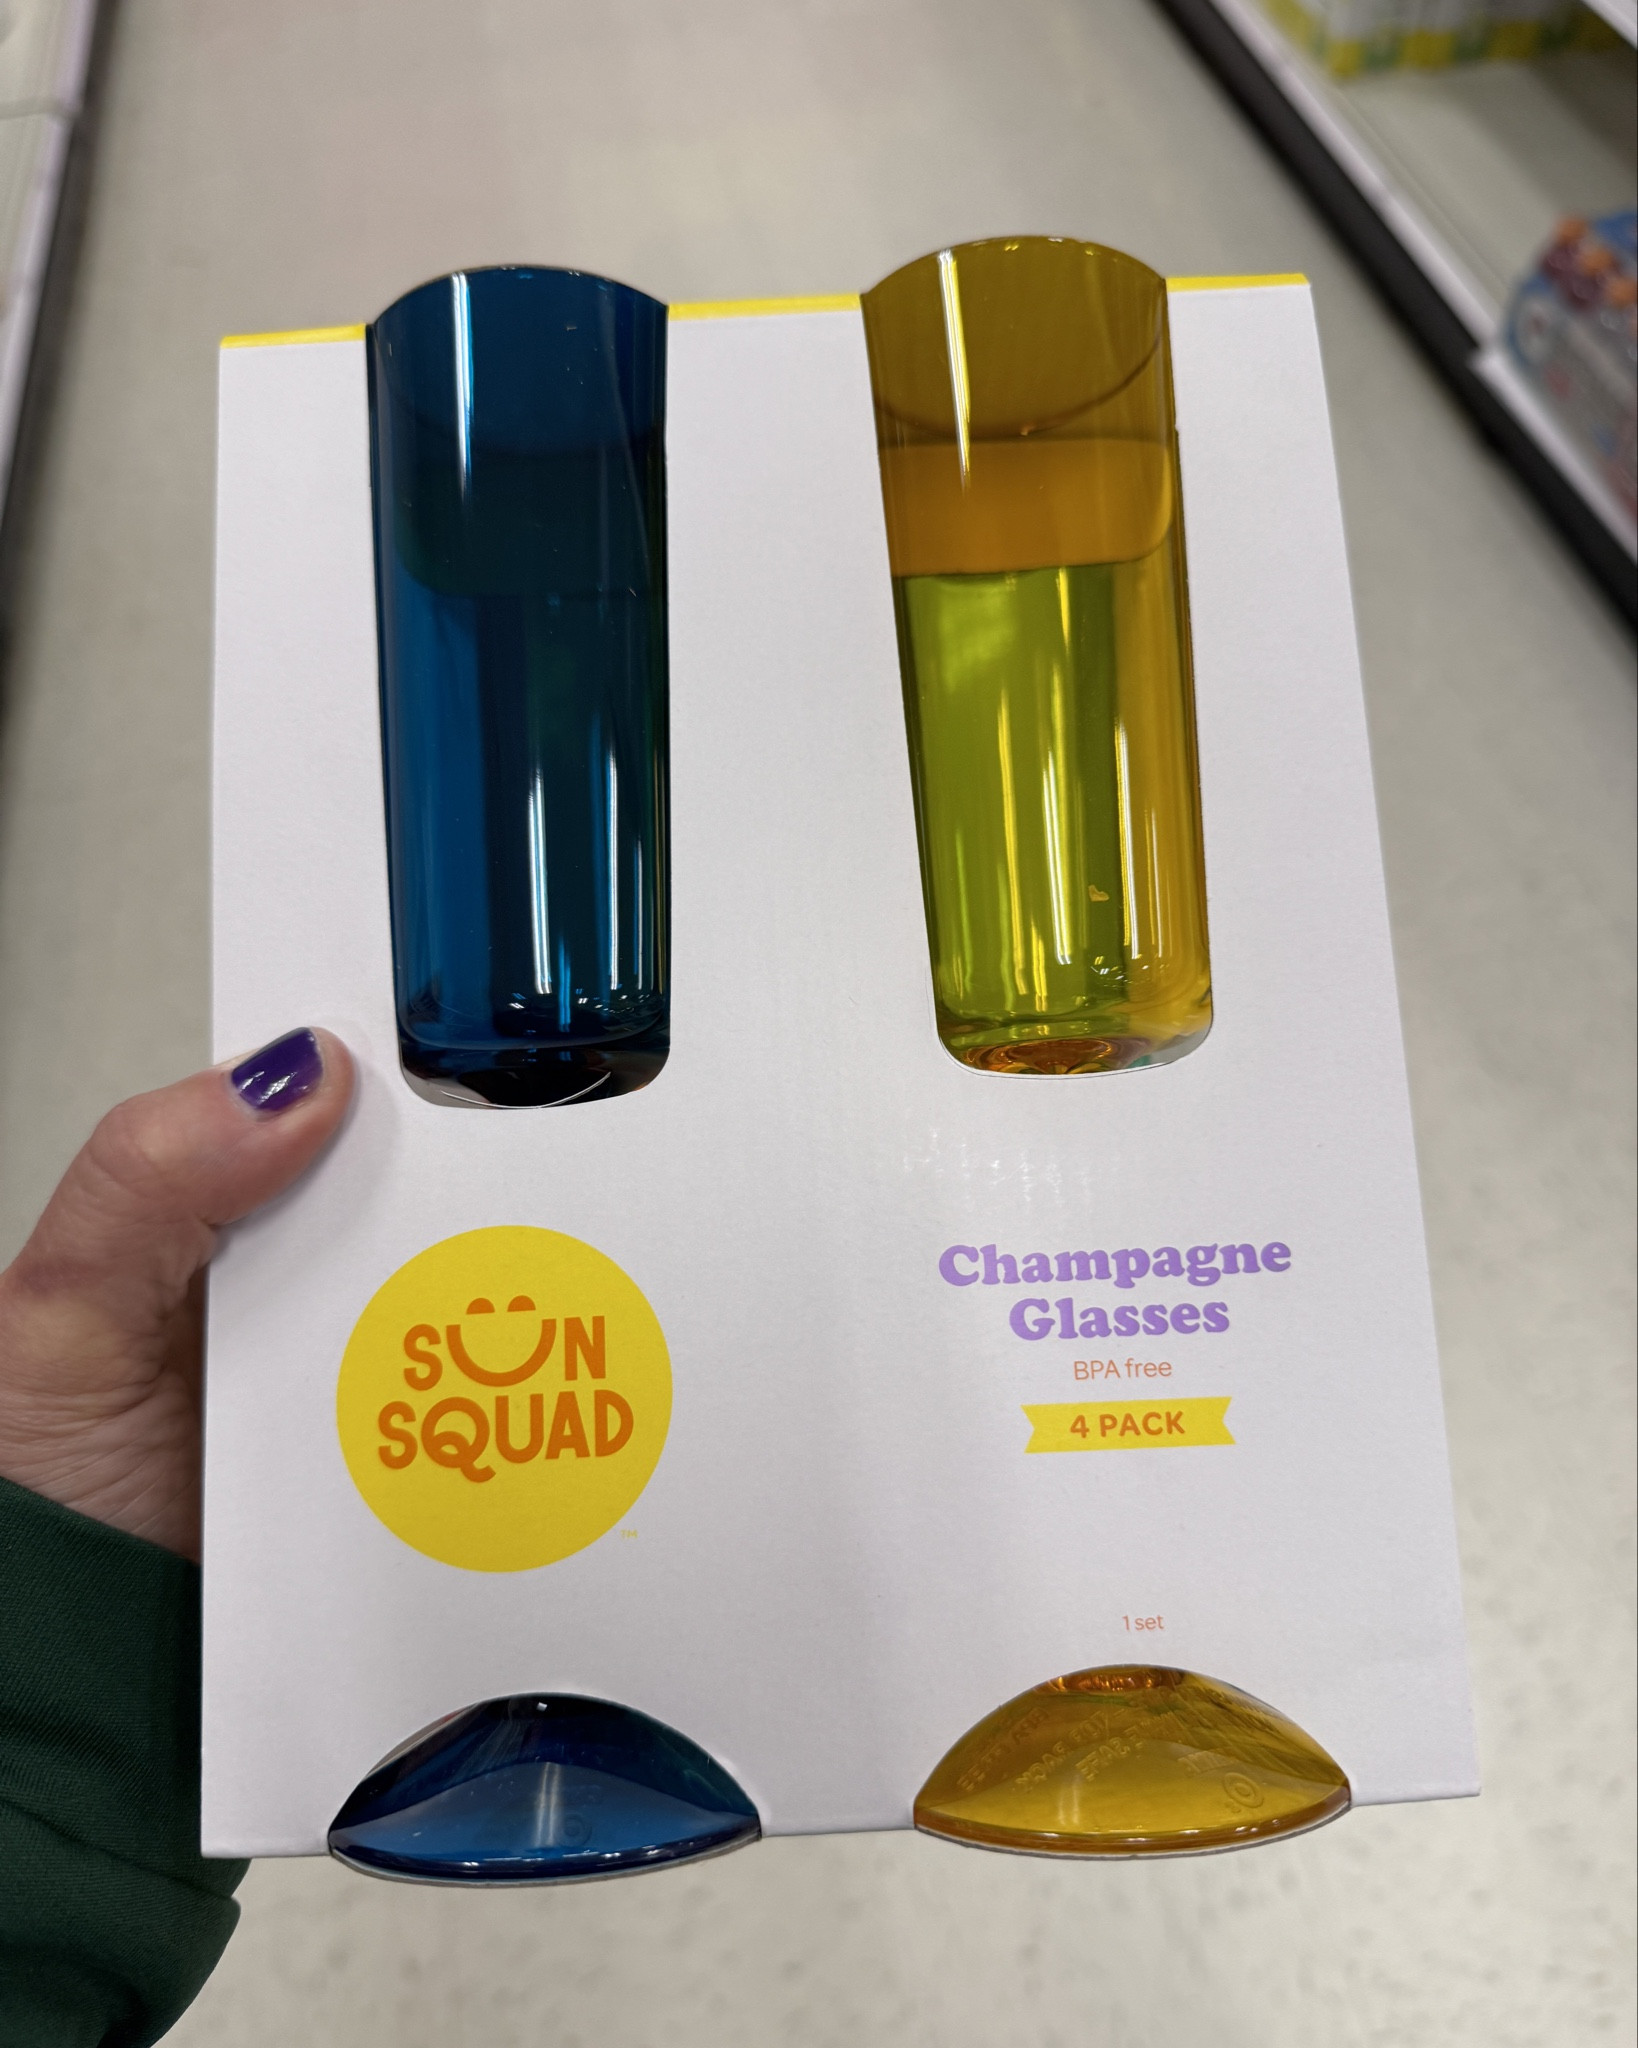 SUN
SQUAD
™
Champagne
Glasses
BPA free
4 PACK
1 set